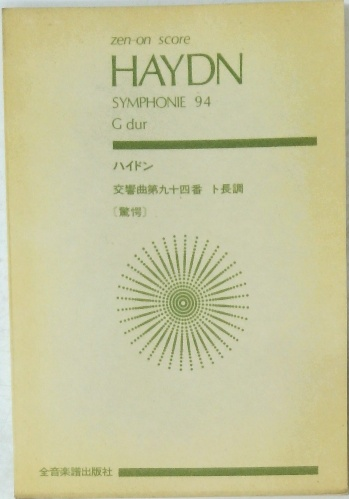 zen-on score
HAYDN
SYMPHONIE 94
G dur
ハイドン
交響曲第九十四番 ト長調
〔驚愕〕
全音楽譜出版社